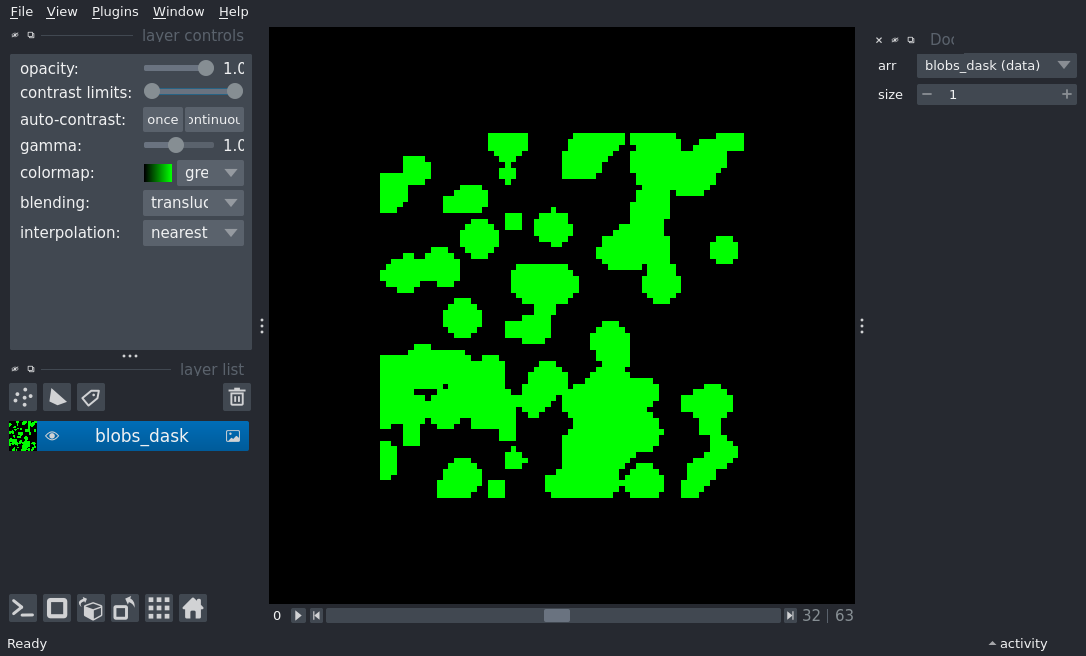 File View Plugins Window Help
layer controls
opacity: 1.0
contrast limits:
auto-contrast: once ontinuou
gamma: 1.0
colormap: gre
blending: transluc
interpolation: nearest
layer list
blobs_dask
Ready
0 32 | 63
Doc
arr blobs_dask (data)
size 1
activity